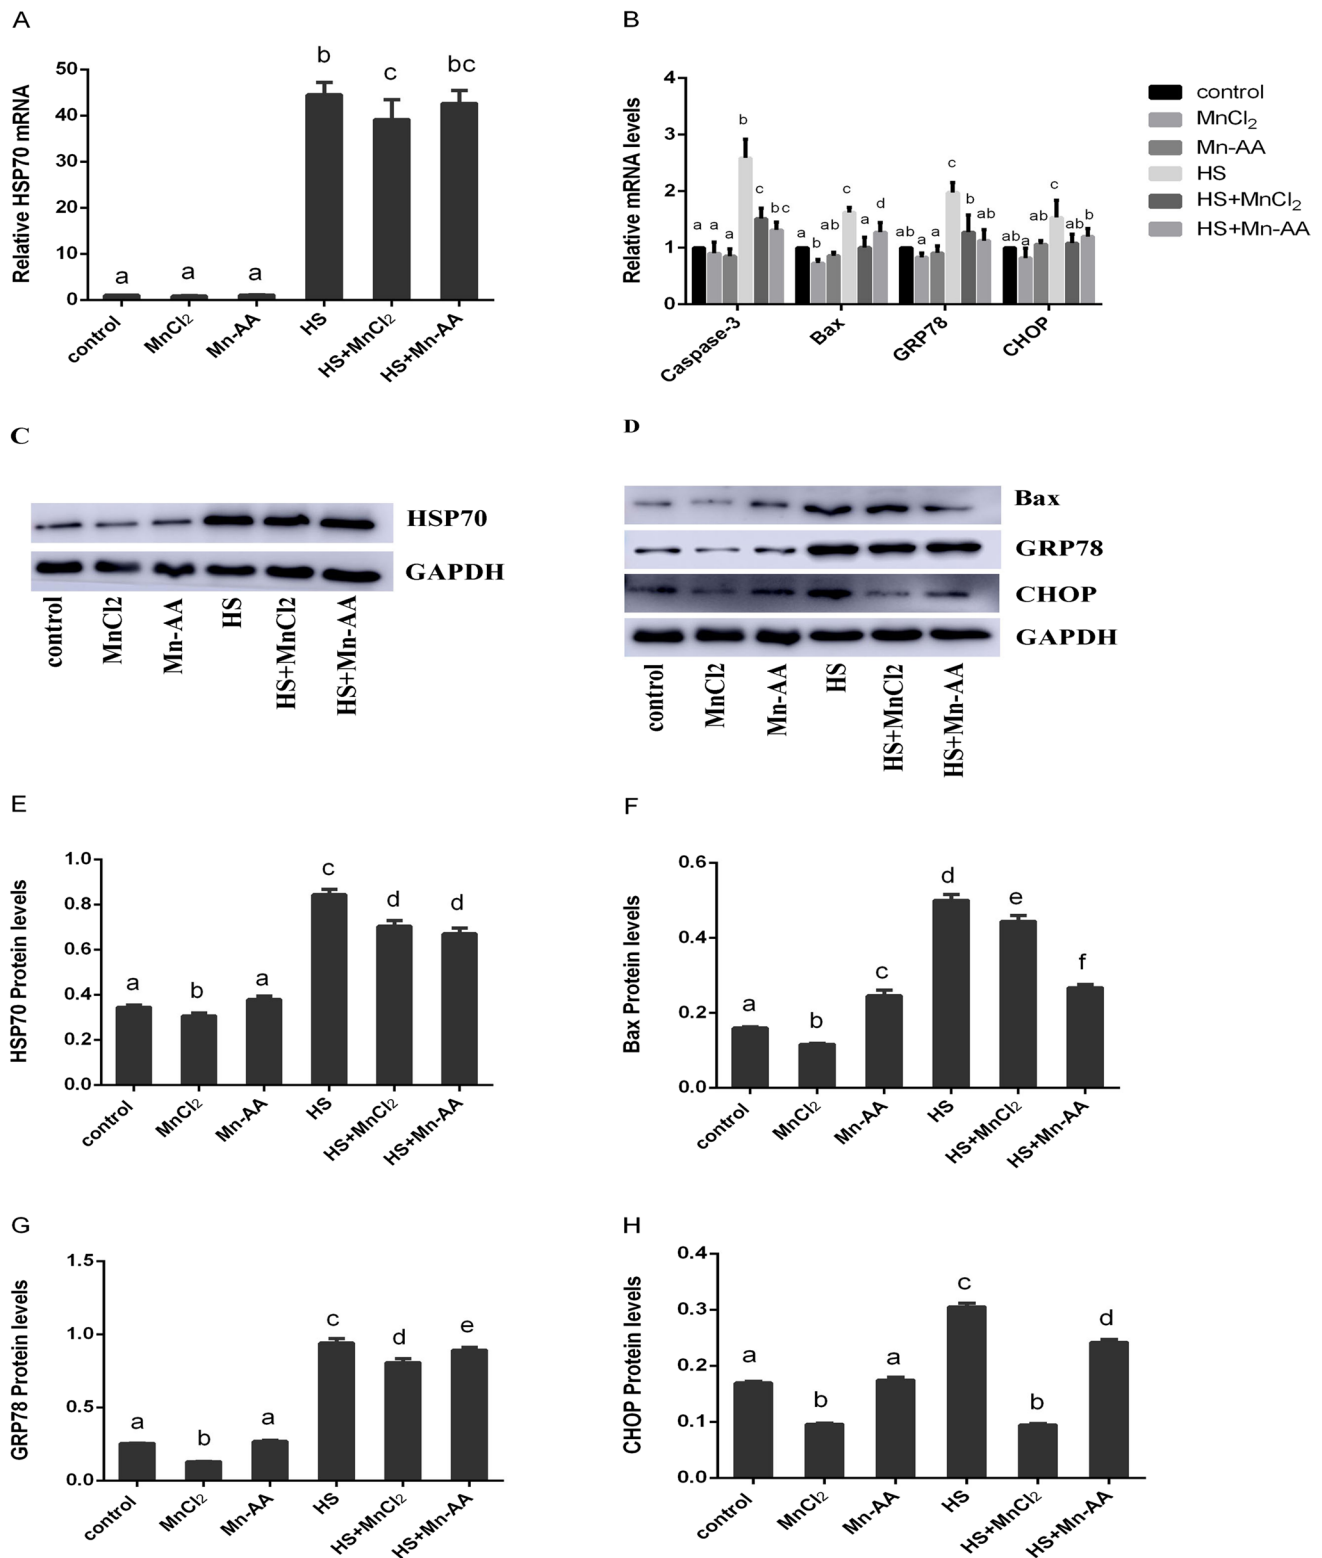 A
Relative HSP70 mRNA
50
40
30
20
10
0
a
a
a
b
c
bc
control
MnCl2
Mn-AA
HS
HS+MnCl2
HS+Mn-AA
B
Relative mRNA levels
4
3
2
1
0
a a a b c bc
a b ab c a d
ab a a c b ab
ab a ab c ab b
Caspase-3
Bax
GRP78
CHOP
control
MnCl2
Mn-AA
HS
HS+MnCl2
HS+Mn-AA
C
HSP70
GAPDH
control
MnCl2
Mn-AA
HS
HS+MnCl2
HS+Mn-AA
D
Bax
GRP78
CHOP
GAPDH
control
MnCl2
Mn-AA
HS
HS+MnCl2
HS+Mn-AA
E
HSP70 Protein levels
1.0
0.8
0.6
0.4
0.2
0.0
a
b
a
c
d
d
control
MnCl2
Mn-AA
HS
HS+MnCl2
HS+Mn-AA
F
Bax Protein levels
0.6
0.4
0.2
0.0
a
b
c
d
e
f
control
MnCl2
Mn-AA
HS
HS+MnCl2
HS+Mn-AA
G
GRP78 Protein levels
1.5
1.0
0.5
0.0
a
b
a
c
d
e
control
MnCl2
Mn-AA
HS
HS+MnCl2
HS+Mn-AA
H
CHOP Protein levels
0.4
0.3
0.2
0.1
0.0
a
b
a
c
b
d
control
MnCl2
Mn-AA
HS
HS+MnCl2
HS+Mn-AA